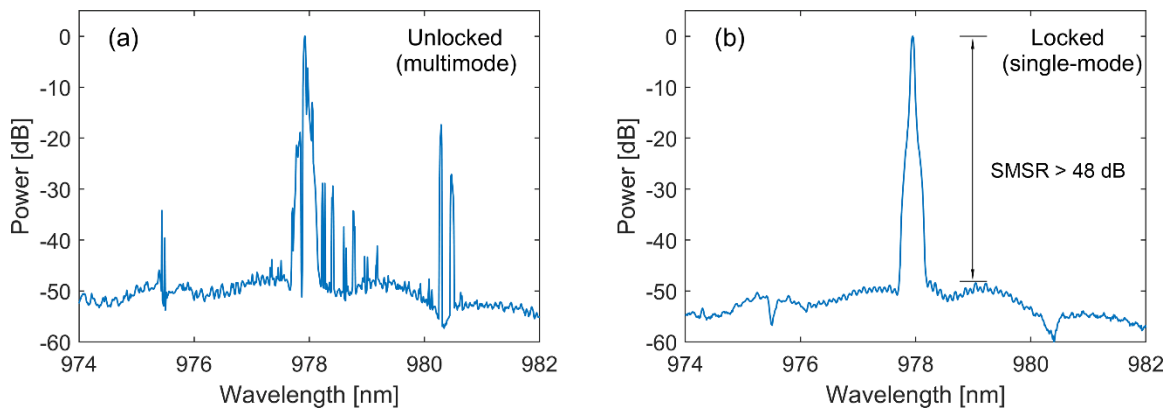 (a)
Unlocked
(multimode)
Power [dB]
0
-10
-20
-30
-40
-50
-60
974
976
978
980
982
Wavelength [nm]
(b)
Locked
(single-mode)
SMSR > 48 dB
Power [dB]
0
-10
-20
-30
-40
-50
-60
974
976
978
980
982
Wavelength [nm]